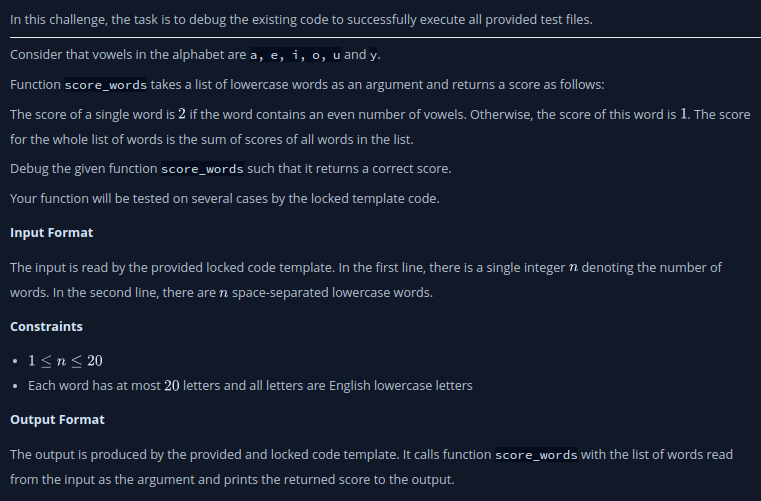 In this challenge, the task is to debug the existing code to successfully execute all provided test files.
Consider that vowels in the alphabet are a, e, i, o, u and y.
Function score_words takes a list of lowercase words as an argument and returns a score as follows:
The score of a single word is 2 if the word contains an even number of vowels. Otherwise, the score of this word is 1. The score
for the whole list of words is the sum of scores of all words in the list.
Debug the given function score_words such that it returns a correct score.
Your function will be tested on several cases by the locked template code.
Input Format
The input is read by the provided locked code template. In the first line, there is a single integer n denoting the number of
words. In the second line, there are n space-separated lowercase words.
Constraints
• 1 ≤ n ≤ 20
• Each word has at most 20 letters and all letters are English lowercase letters
Output Format
The output is produced by the provided and locked code template. It calls function score_words with the list of words read
from the input as the argument and prints the returned score to the output.